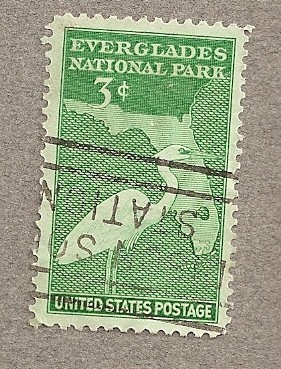 EVERGLADES
NATIONAL PARK
3¢
UNITED STATES POSTAGE